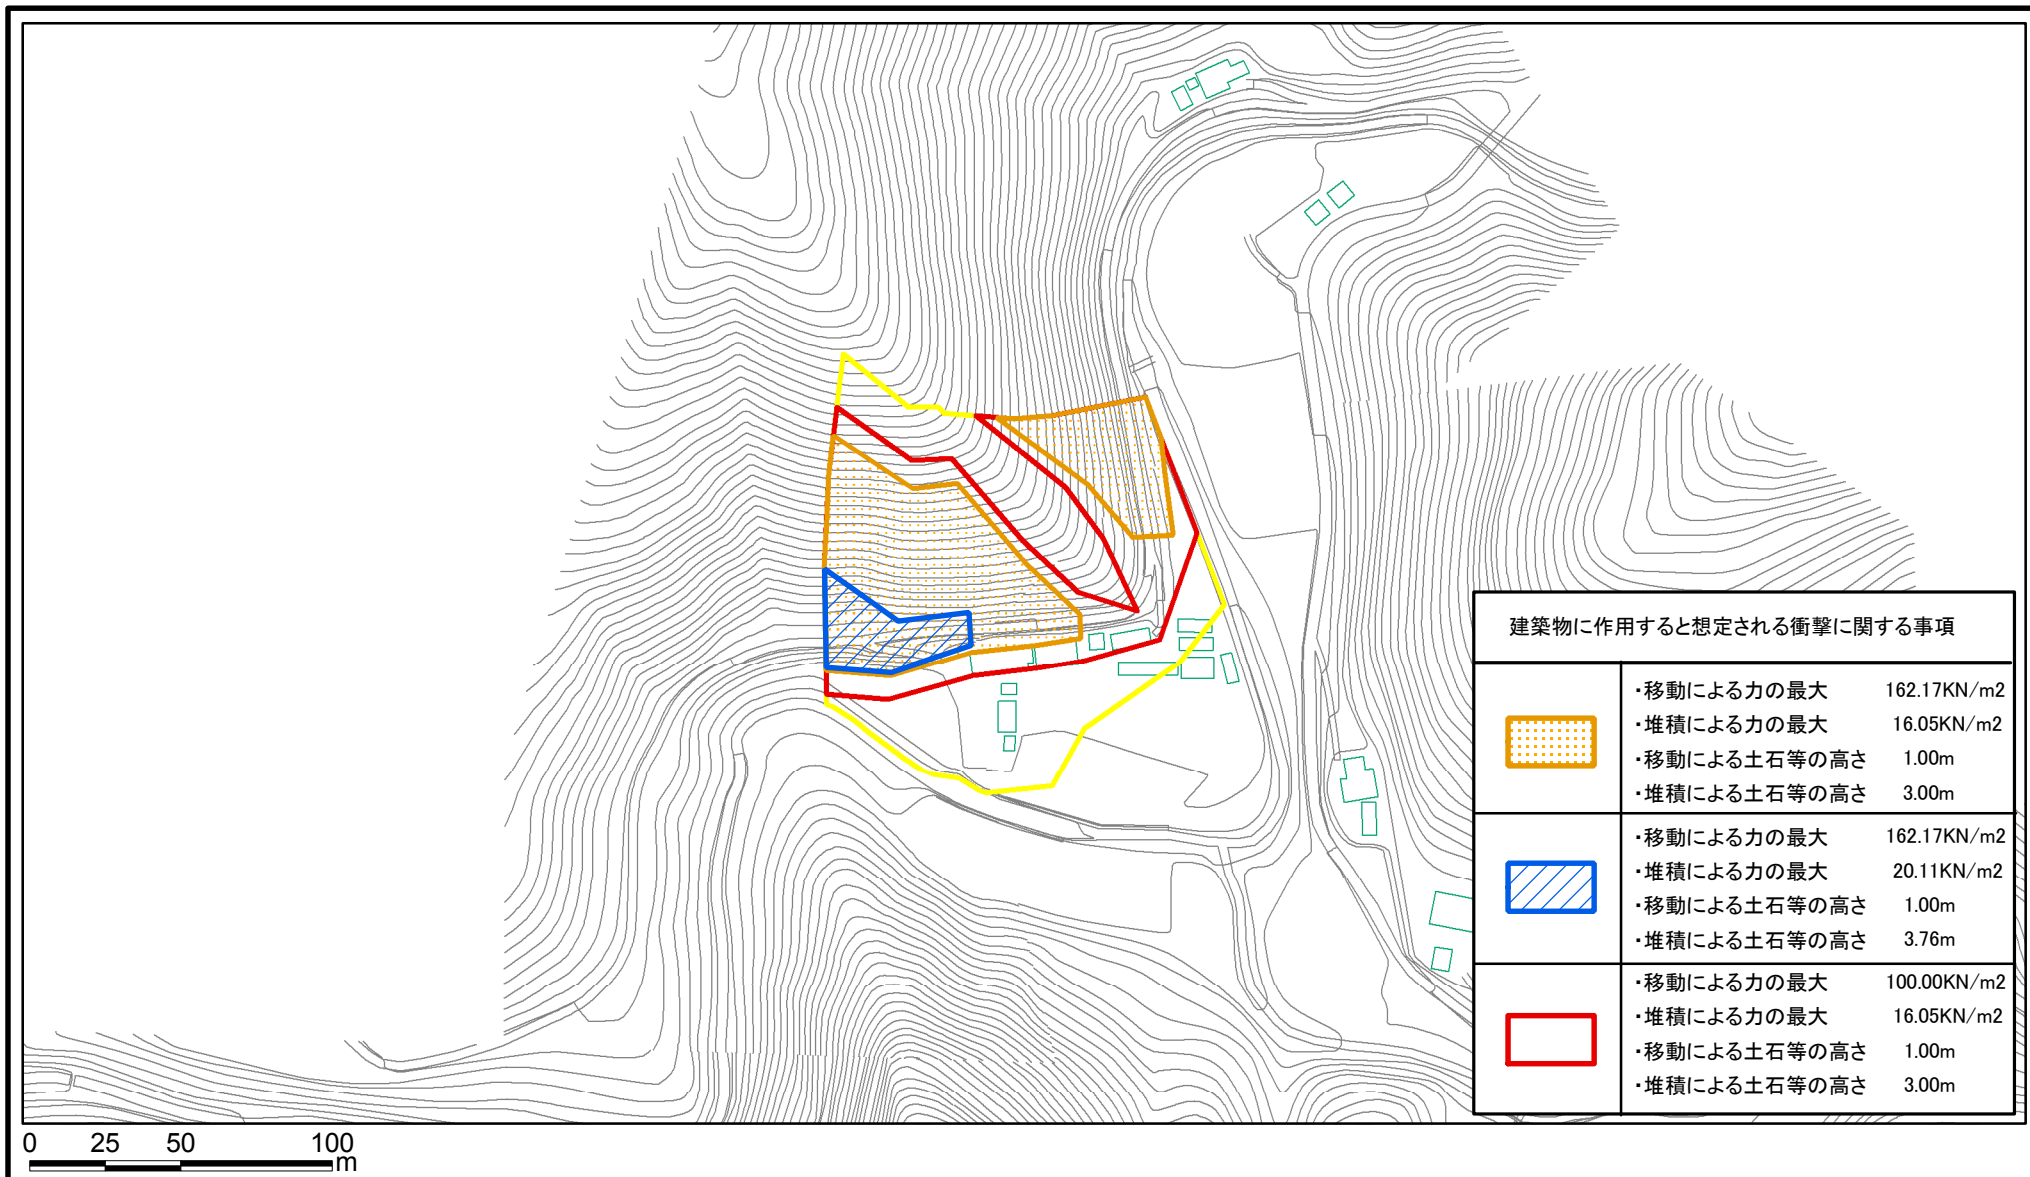 建築物に作用すると想定される衝撃に関する事項
・移動による力の最大 162.17KN/m2
・堆積による力の最大 16.05KN/m2
・移動による土石等の高さ 1.00m
・堆積による土石等の高さ 3.00m
・移動による力の最大 162.17KN/m2
・堆積による力の最大 20.11KN/m2
・移動による土石等の高さ 1.00m
・堆積による土石等の高さ 3.76m
・移動による力の最大 100.00KN/m2
・堆積による力の最大 16.05KN/m2
・移動による土石等の高さ 1.00m
・堆積による土石等の高さ 3.00m
0 25 50 100
m